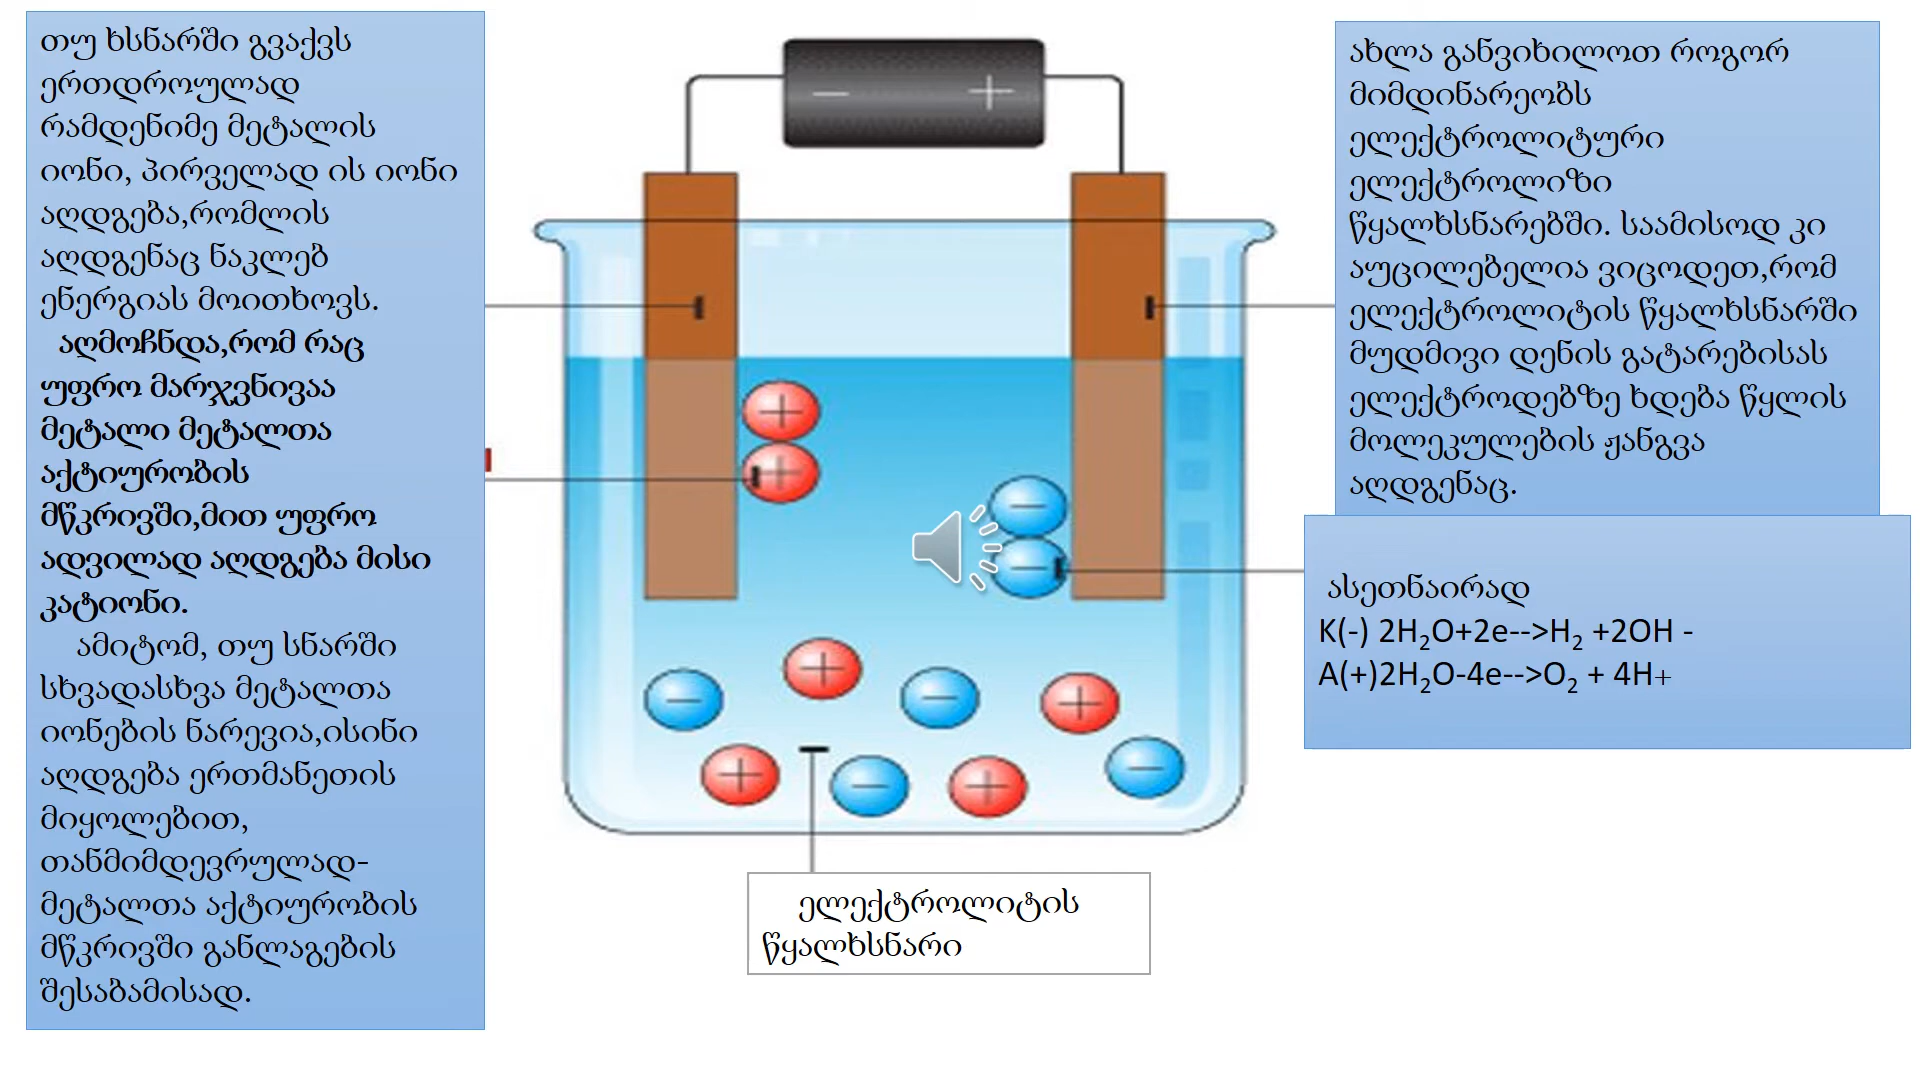 თუ ხსნარში გვაქვს
ერთდროულად
რამდენიმე მეტალის
იონი, პირველად ის იონი
აღდგება,რომლის
აღდგენაც ნაკლებ
ენერგიას მოითხოვს.
აღმოჩნდა,რომ რაც
უფრო მარჯვნივაა
მეტალი მეტალთა
აქტიურობის
მწკრივში,მით უფრო
ადვილად აღდგება მისი
კატიონი.
ამიტომ, თუ სნარში
სხვადასხვა მეტალთა
იონების ნარევია,ისინი
აღდგება ერთმანეთის
მიყოლებით,
თანმიმდევრულად-
მეტალთა აქტიურობის
მწკრივში განლაგების
შესაბამისად.
ახლა განვიხილოთ როგორ
მიმდინარეობს
ელექტროლიტური
ელექტროლიზი
წყალხსნარებში. საამისოდ კი
აუცილებელია ვიცოდეთ,რომ
ელექტროლიტის წყალხსნარში
მუდმივი დენის გატარებისას
ელექტროდებზე ხდება წყლის
მოლეკულების ჟანგვა
აღდგენაც.
ასეთნაირად
K(-) 2H₂O+2e-->H₂ +2OH -
A(+)2H₂O-4e-->O₂ + 4H+
ელექტროლიტის
წყალხსნარი